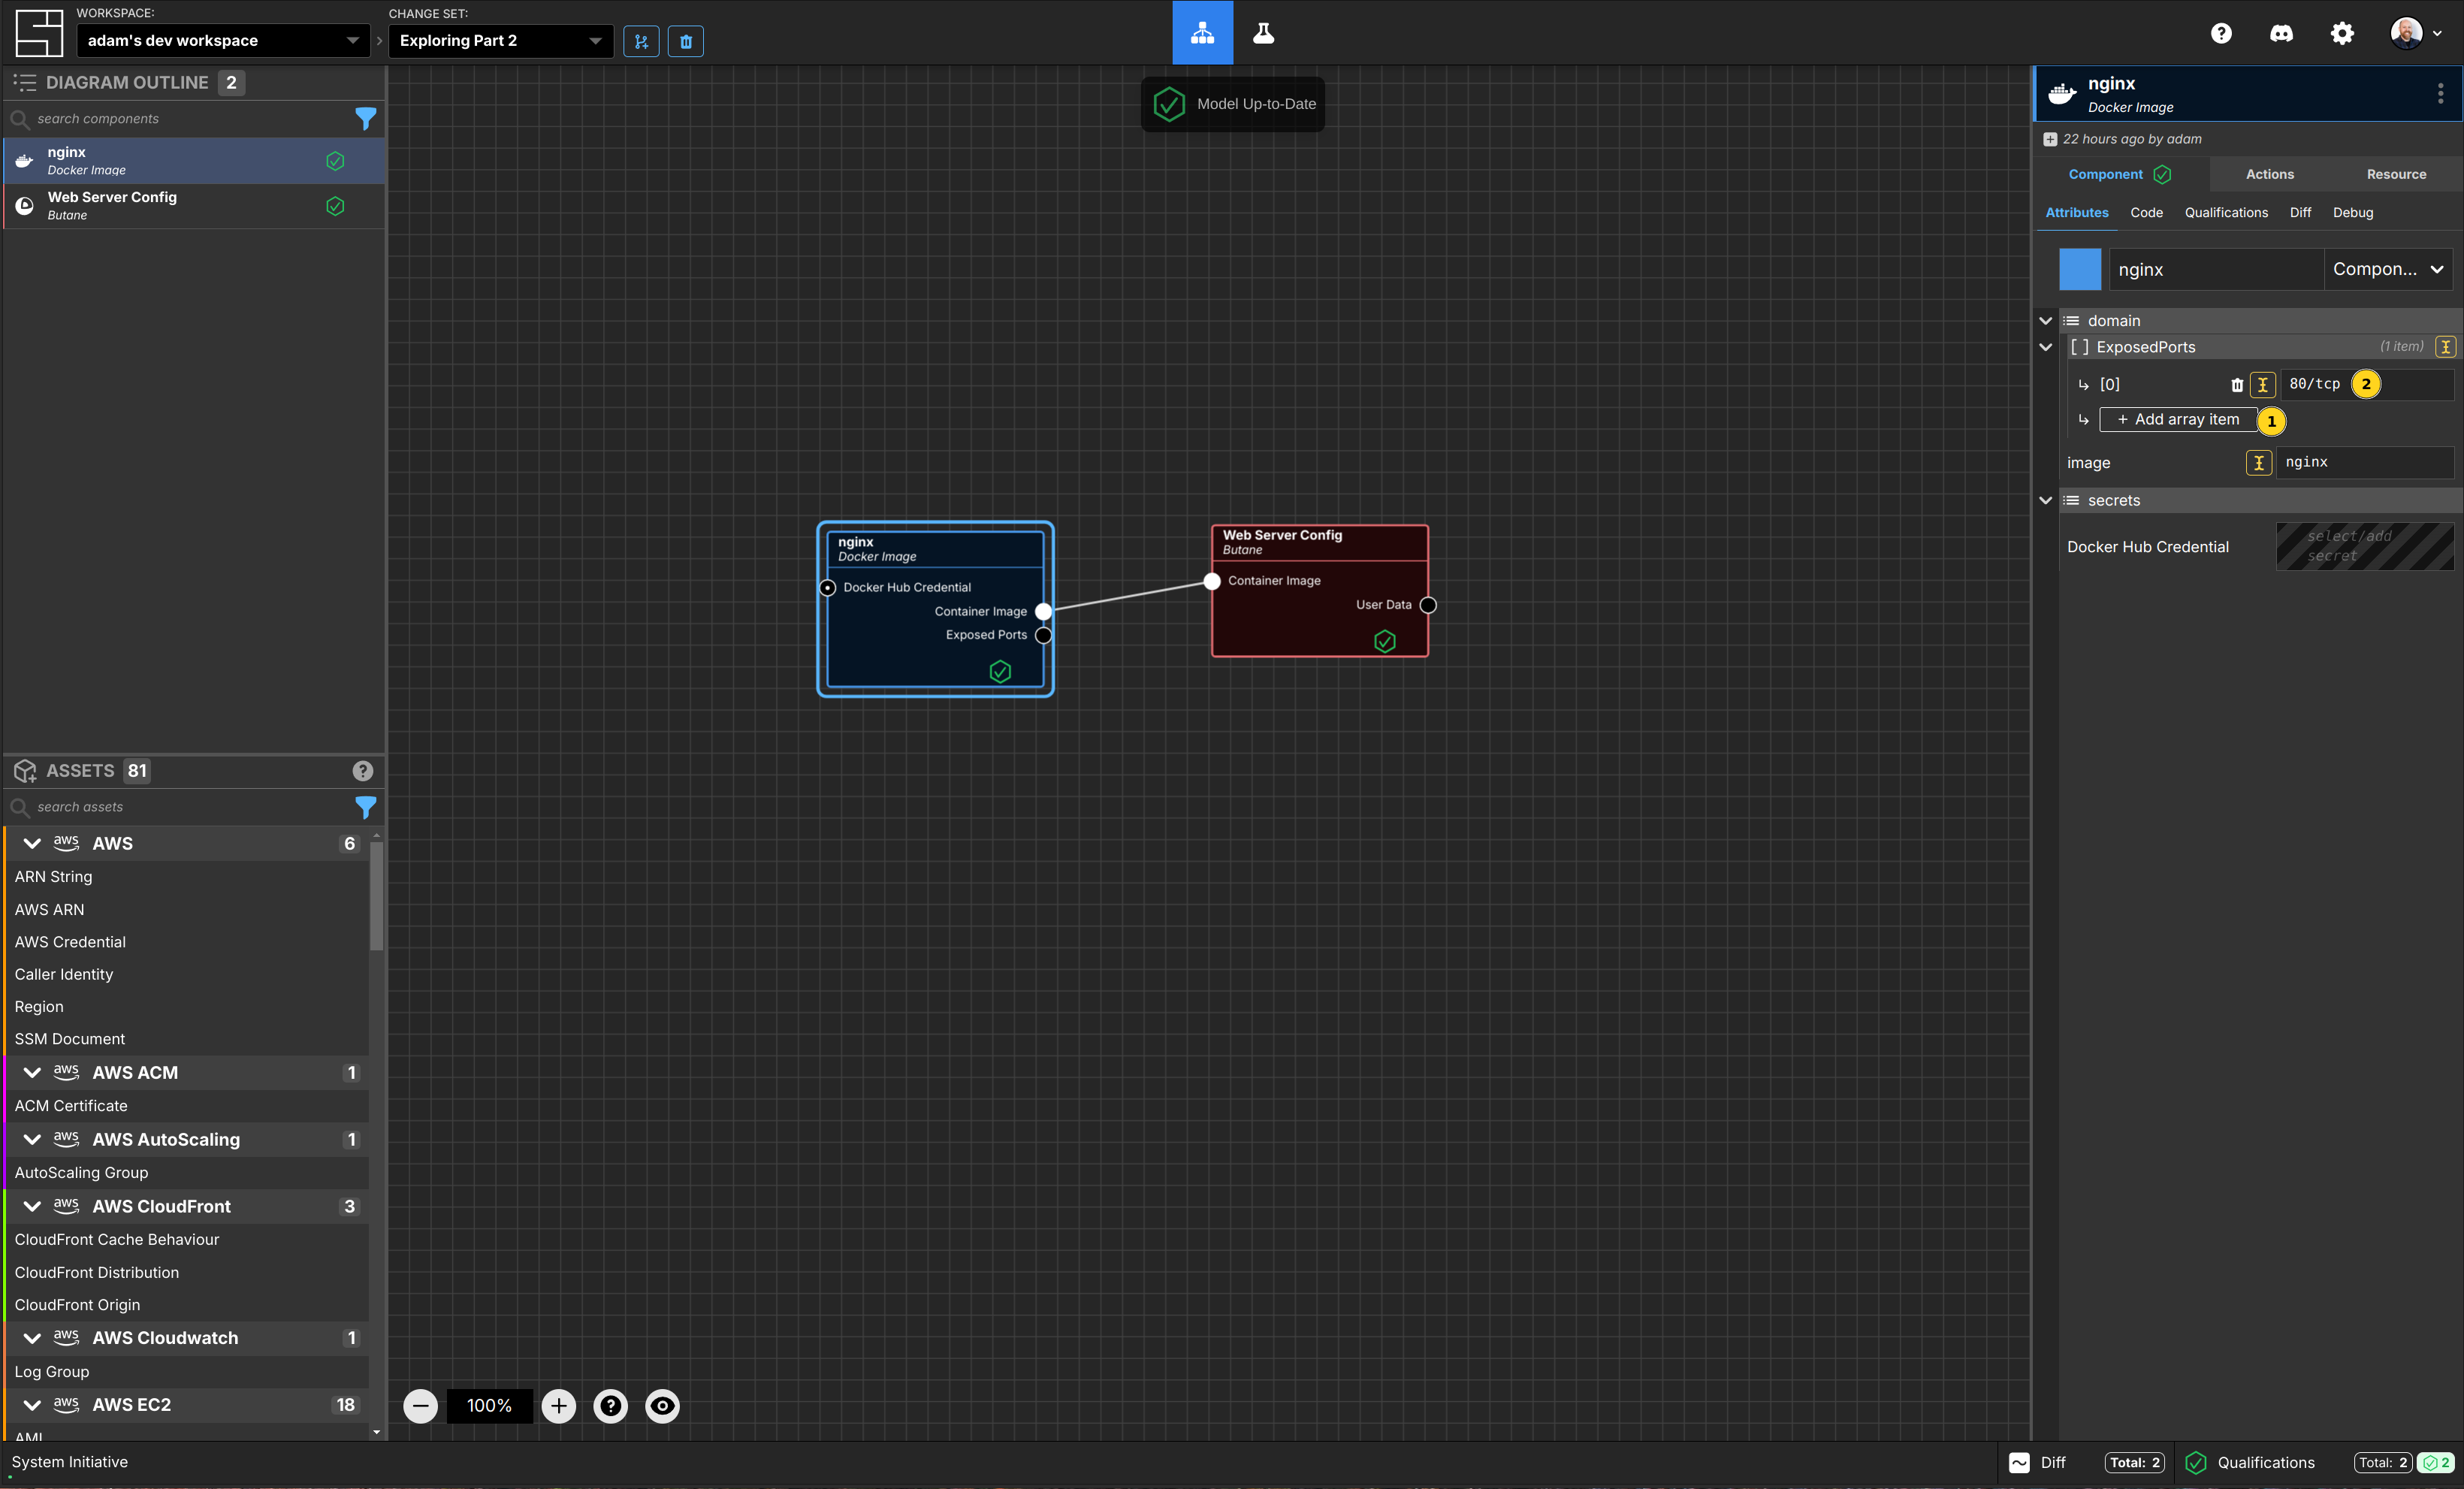 WORKSPACE:
adam's dev workspace
CHANGE SET:
Exploring Part 2
DIAGRAM OUTLINE 2
search components
nginx
Docker Image
Web Server Config
Butane
ASSETS 81
search assets
aws AWS 6
ARN String
AWS ARN
AWS Credential
Caller Identity
Region
SSM Document
aws AWS ACM 1
ACM Certificate
aws AWS AutoScaling 1
AutoScaling Group
aws AWS CloudFront 3
CloudFront Cache Behaviour
CloudFront Distribution
CloudFront Origin
aws AWS Cloudwatch 1
Log Group
aws AWS EC2 18
AMI
Model Up-to-Date
nginx
Docker Image
Docker Hub Credential
Container Image
Exposed Ports
Web Server Config
Butane
Container Image
User Data
100%
nginx
Docker Image
22 hours ago by adam
Component Actions Resource
Attributes Code Qualifications Diff Debug
nginx Compon...
domain
[ ] ExposedPorts (1 item)
[0] 80/tcp 2
+ Add array item 1
image nginx
secrets
Docker Hub Credential select/add
secret
System Initiative
Diff Total: 2 Qualifications Total: 2 2